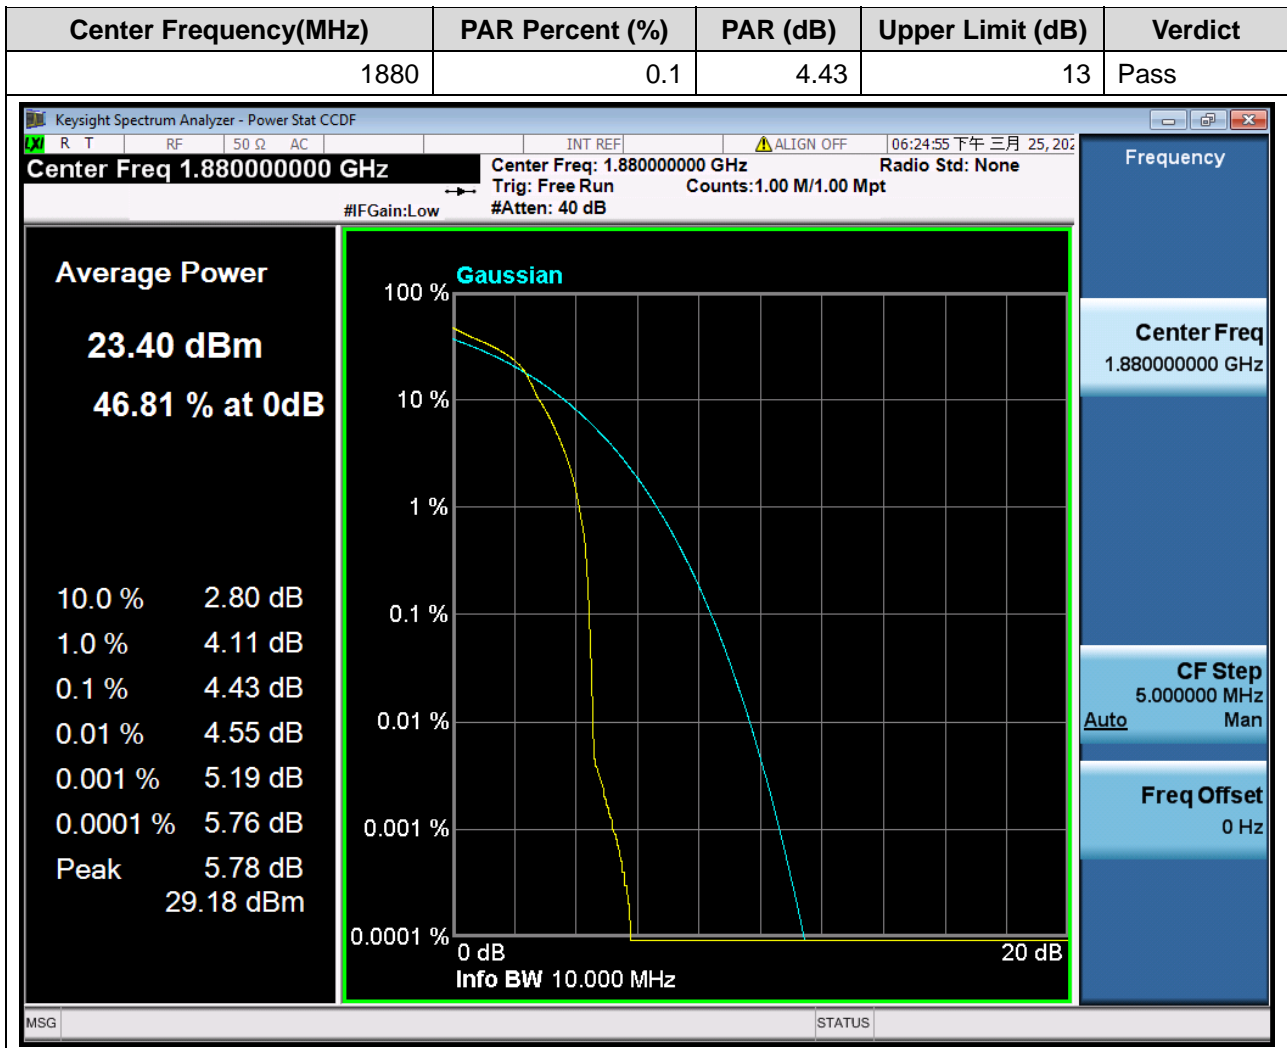 Center Frequency(MHz) PAR Percent (%) PAR (dB) Upper Limit (dB) Verdict
1880 0.1 4.43 13 Pass
Keysight Spectrum Analyzer - Power Stat CCDF
LXI R T RF 50 Ω AC INT REF ALIGN OFF 06:24:55 下午 三月 25, 202
Center Freq 1.880000000 GHz
Center Freq: 1.880000000 GHz Radio Std: None
Trig: Free Run Counts:1.00 M/1.00 Mpt
#IFGain:Low #Atten: 40 dB
Frequency
Average Power
23.40 dBm
46.81 % at 0dB
10.0 % 2.80 dB
1.0 % 4.11 dB
0.1 % 4.43 dB
0.01 % 4.55 dB
0.001 % 5.19 dB
0.0001 % 5.76 dB
Peak 5.78 dB
29.18 dBm
Gaussian
100 %
10 %
1 %
0.1 %
0.01 %
0.001 %
0.0001 %
0 dB 20 dB
Info BW 10.000 MHz
Center Freq
1.880000000 GHz
CF Step
5.000000 MHz
Auto Man
Freq Offset
0 Hz
MSG STATUS